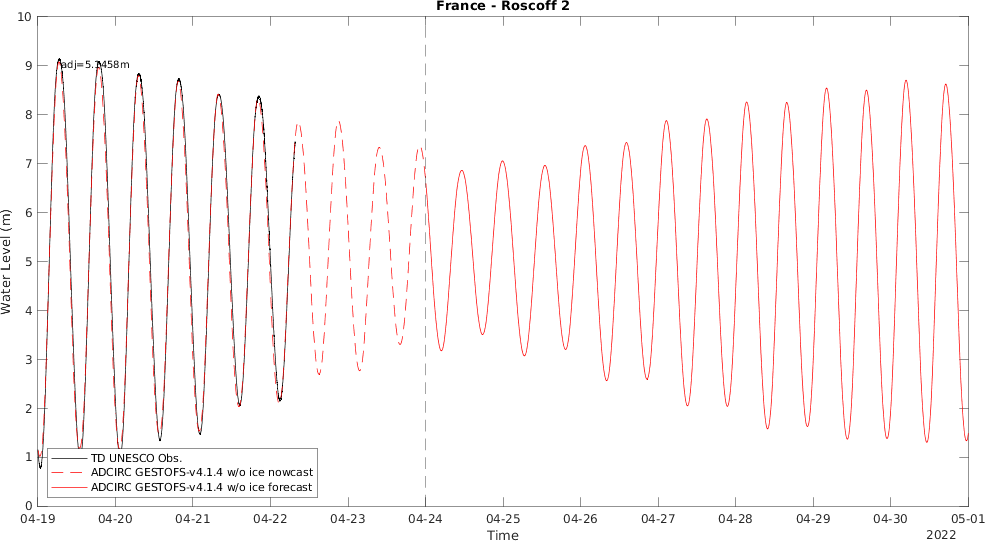 France - Roscoff 2
Water Level (m)
10
9
8
7
6
5
4
3
2
1
0
adj=5.1458m
TD UNESCO Obs.
ADCIRC GESTOFS-v4.1.4 w/o ice nowcast
ADCIRC GESTOFS-v4.1.4 w/o ice forecast
04-19 04-20 04-21 04-22 04-23 04-24 04-25 04-26 04-27 04-28 04-29 04-30 05-01
Time
2022